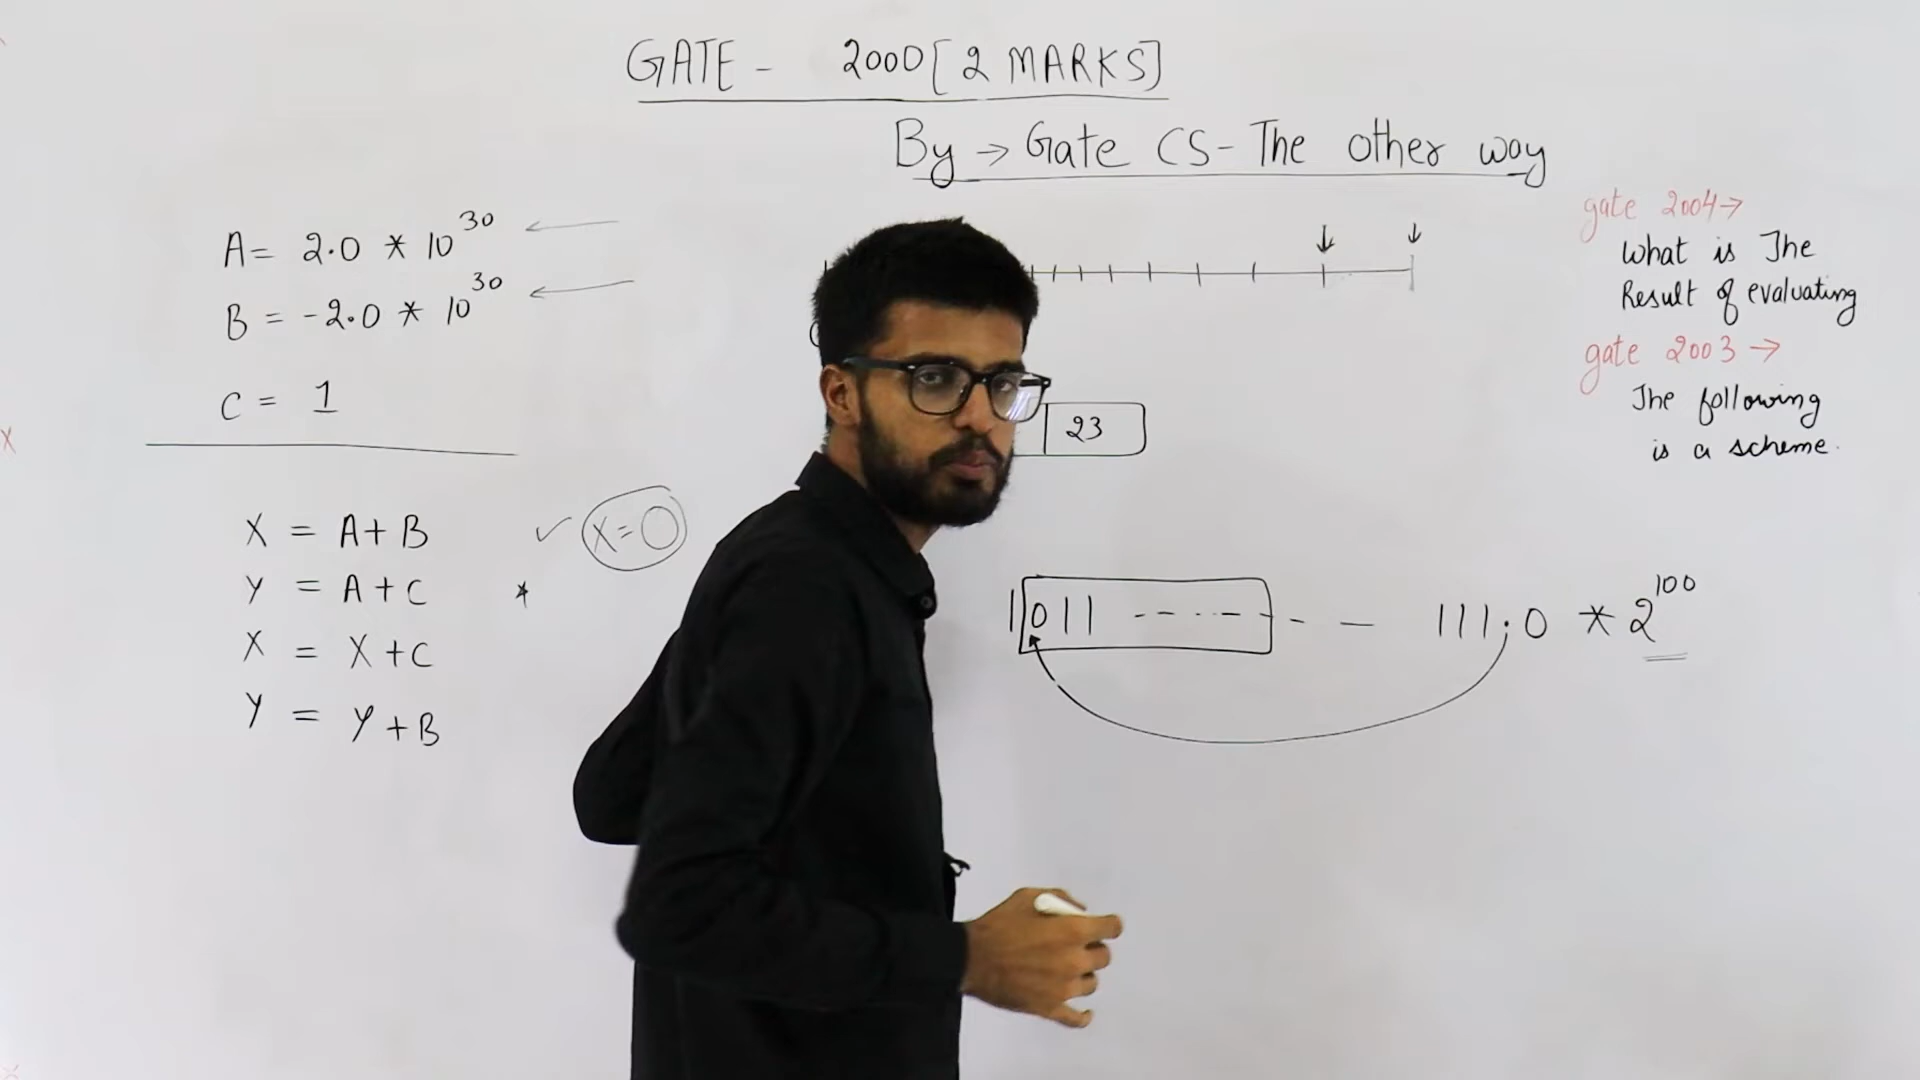 GATE - 2000 [2 MARKS]
By → Gate CS - The other way
A = 2.0 * 10^30
B = -2.0 * 10^30
C = 1
X = A + B ✓ X = 0
Y = A + C *
X = X + C
Y = Y + B
23
1011 - - - - - - - - 111.0 * 2^100
gate 2004 →
What is The
Result of evaluating
gate 2003 →
The following
is a scheme.